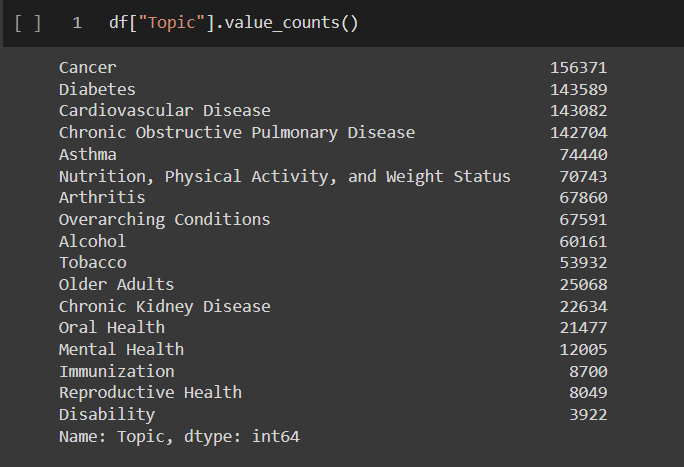 [ ] 1 df["Topic"].value_counts()
Cancer 156371
Diabetes 143589
Cardiovascular Disease 143082
Chronic Obstructive Pulmonary Disease 142704
Asthma 74440
Nutrition, Physical Activity, and Weight Status 70743
Arthritis 67860
Overarching Conditions 67591
Alcohol 60161
Tobacco 53932
Older Adults 25068
Chronic Kidney Disease 22634
Oral Health 21477
Mental Health 12005
Immunization 8700
Reproductive Health 8049
Disability 3922
Name: Topic, dtype: int64